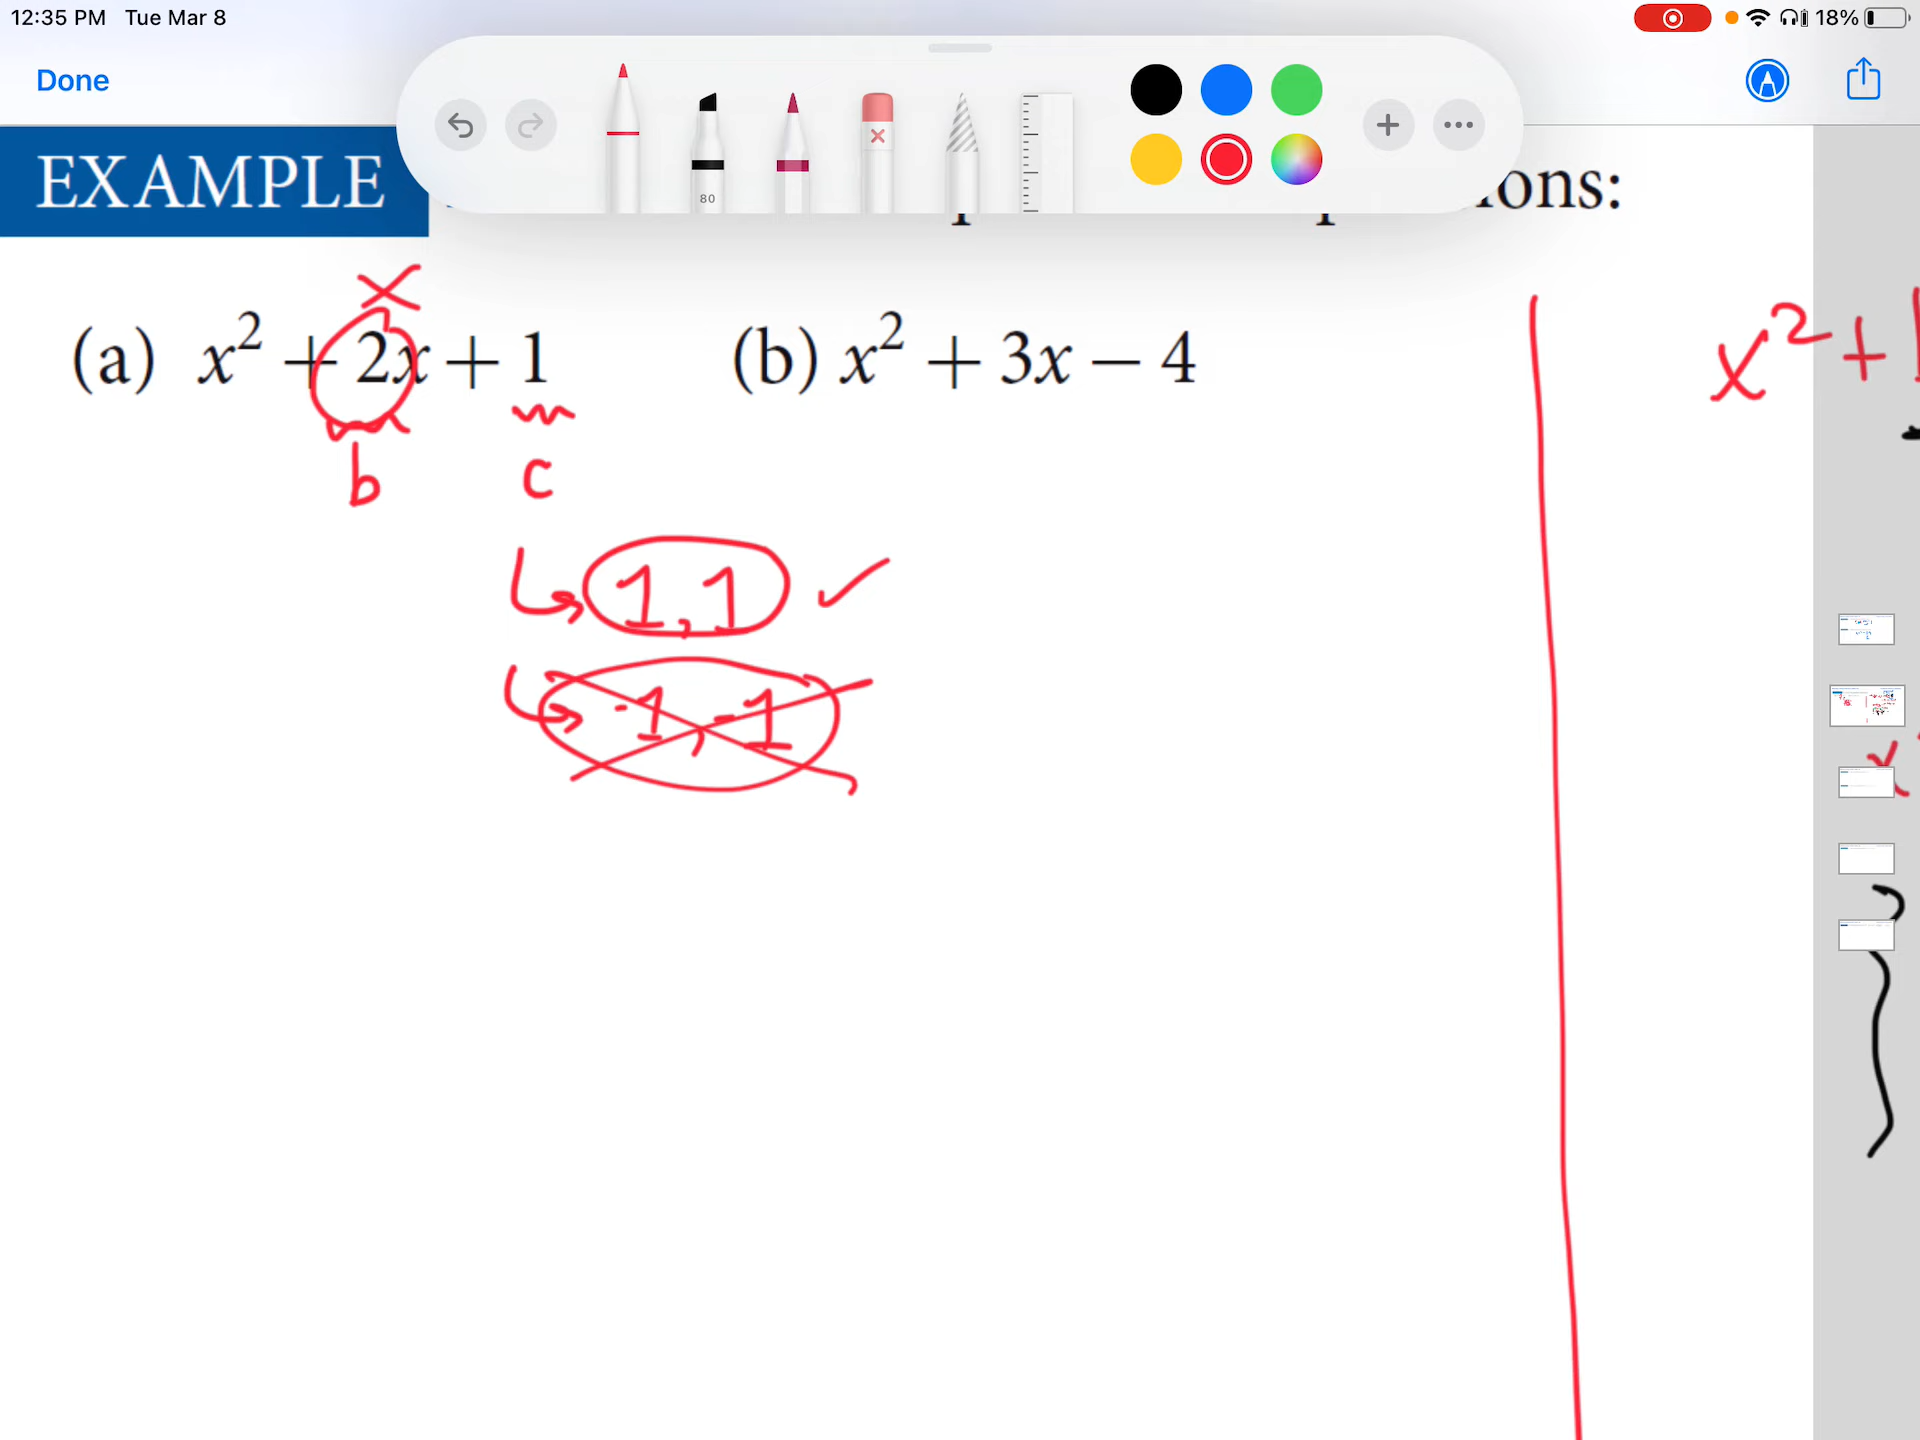 12:35 PM Tue Mar 8
18%
Done
80
EXAMPLE
ons:
x
(a) x² + 2x + 1
(b) x² + 3x − 4
x² +
b
c
1, 1
-1, -1